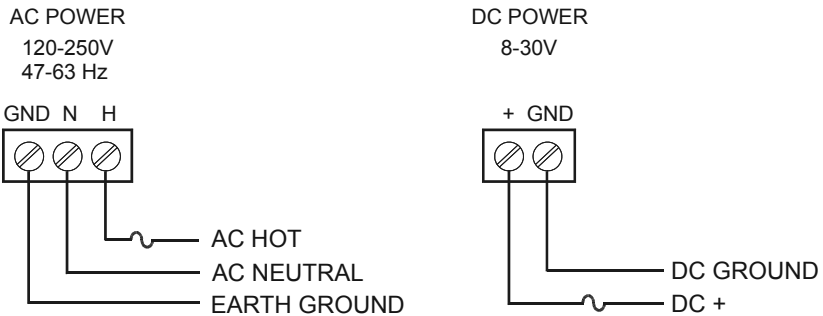 AC POWER
120-250V
47-63 Hz
GND N H
AC HOT
AC NEUTRAL
EARTH GROUND
DC POWER
8-30V
+ GND
DC GROUND
DC +